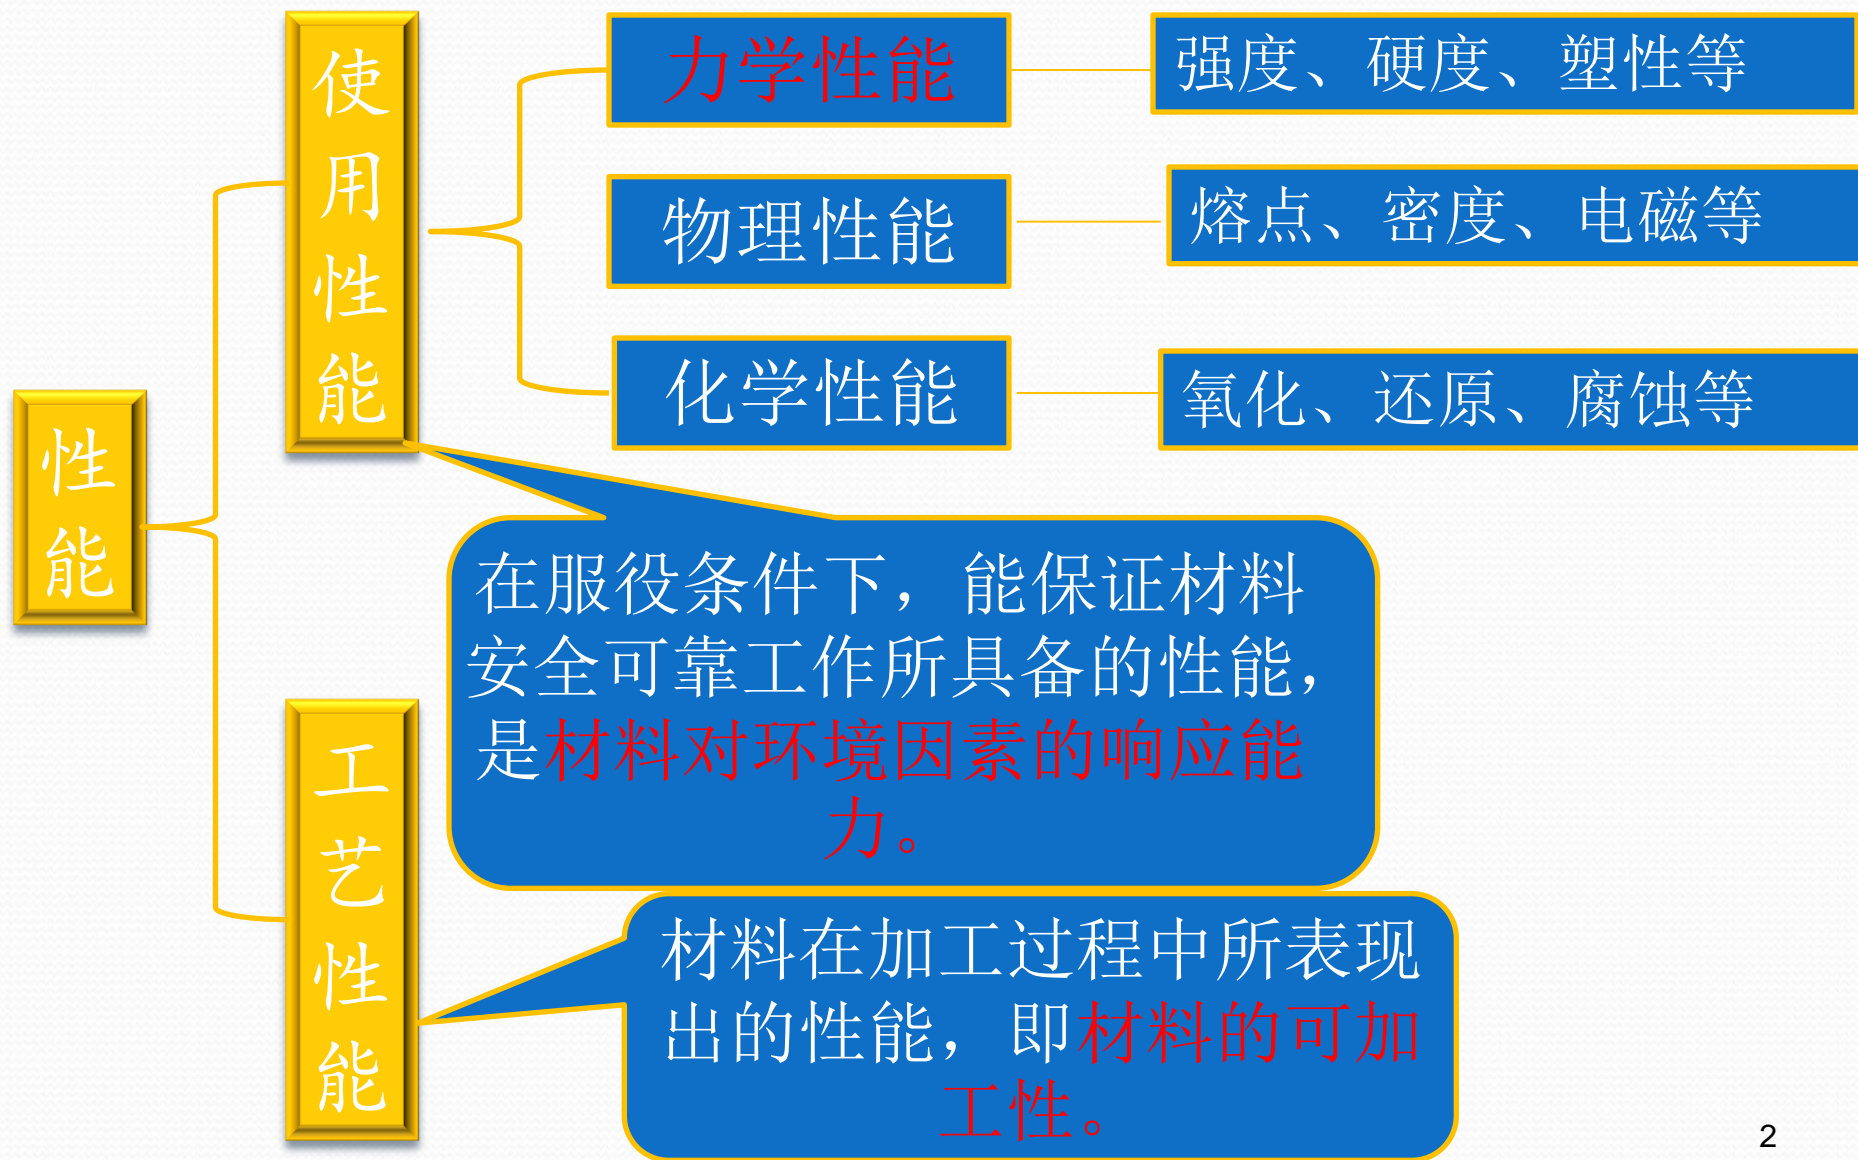 性能
使用性能
力学性能
强度、硬度、塑性等
物理性能
熔点、密度、电磁等
化学性能
氧化、还原、腐蚀等
在服役条件下，能保证材料
安全可靠工作所具备的性能，
是材料对环境因素的响应能
力。
工艺性能
材料在加工过程中所表现
出的性能，即材料的可加
工性。
2